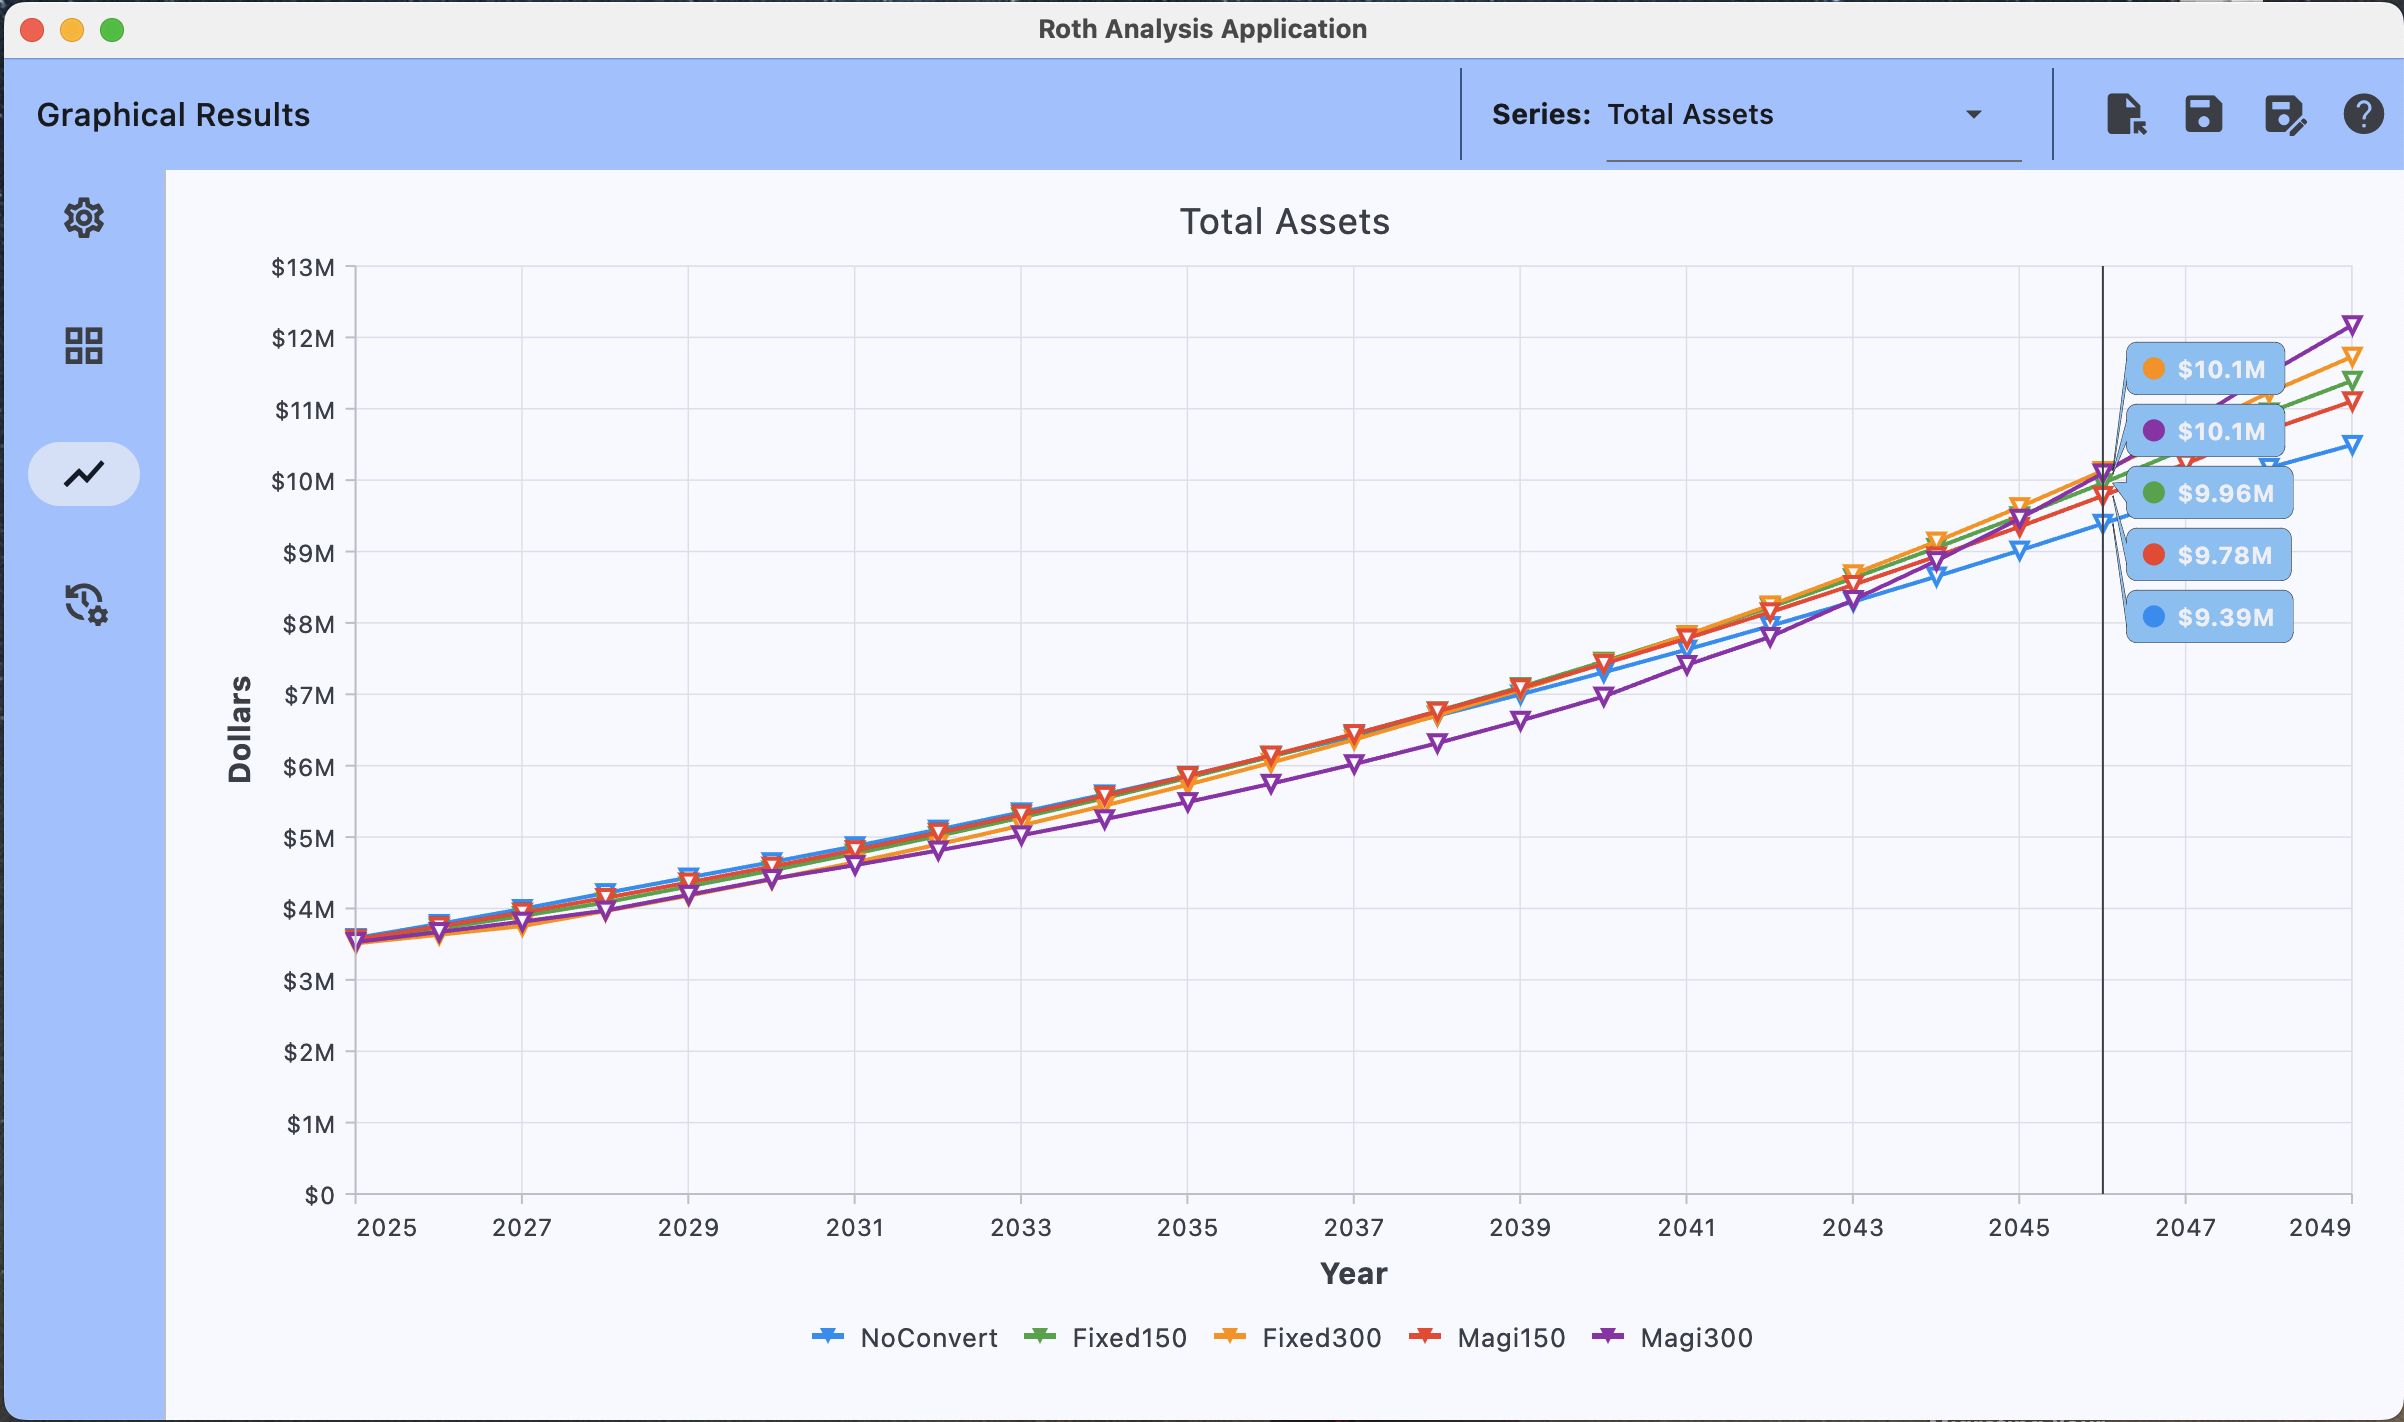 Roth Analysis Application
Graphical Results
Series: Total Assets
Total Assets
$13M
$12M
$11M
$10M
$9M
$8M
$7M
$6M
$5M
$4M
$3M
$2M
$1M
$0
Dollars
$10.1M
$10.1M
$9.96M
$9.78M
$9.39M
2025 2027 2029 2031 2033 2035 2037 2039 2041 2043 2045 2047 2049
Year
NoConvert Fixed150 Fixed300 Magi150 Magi300